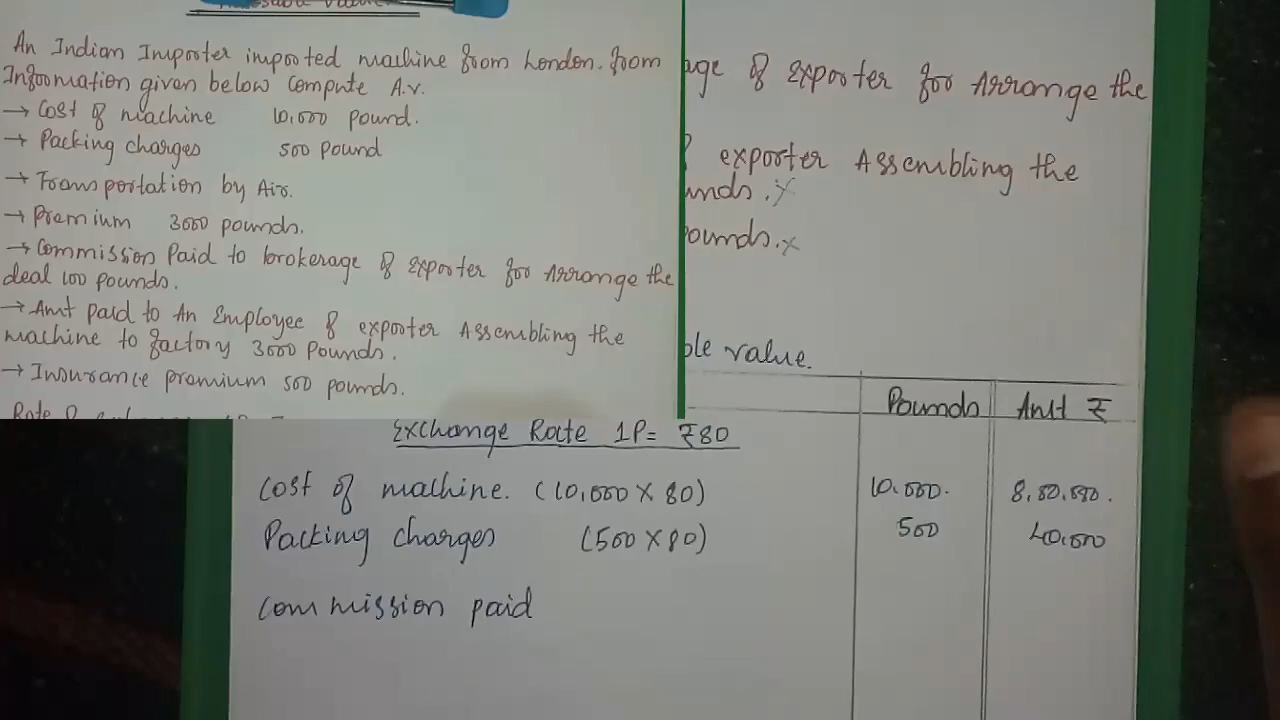 An Indian Importer imported machine from London. from
Information given below compute A.V.
→ Cost of machine 10,000 pound.
→ Packing charges 500 pound
→ Transportation by Air.
→ Premium 3000 pounds.
→ Commission Paid to brokerage of exporter for Arrange the
deal 100 pounds.
→ Amt paid to An Employee of exporter Assembling the
machine to factory 3000 Pounds.
→ Insurance premium 500 pounds.
age of exporter for Arrange the
exporter Assembling the
unds. x
ounds. x
ble value.
Pounds Amt ₹
Exchange Rate 1P= ₹80
Cost of machine. (10,000 X 80) 10,000. 8,00,000.
Packing charges (500 X 80) 500 40,000
Commission paid